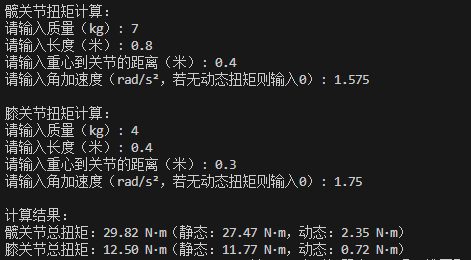 髋关节扭矩计算:
请输入质量（kg）: 7
请输入长度（米）: 0.8
请输入重心到关节的距离（米）: 0.4
请输入角加速度（rad/s²，若无动态扭矩则输入0）: 1.575
膝关节扭矩计算:
请输入质量（kg）: 4
请输入长度（米）: 0.4
请输入重心到关节的距离（米）: 0.3
请输入角加速度（rad/s²，若无动态扭矩则输入0）: 1.75
计算结果:
髋关节总扭矩: 29.82 N·m（静态: 27.47 N·m，动态: 2.35 N·m）
膝关节总扭矩: 12.50 N·m（静态: 11.77 N·m，动态: 0.72 N·m）